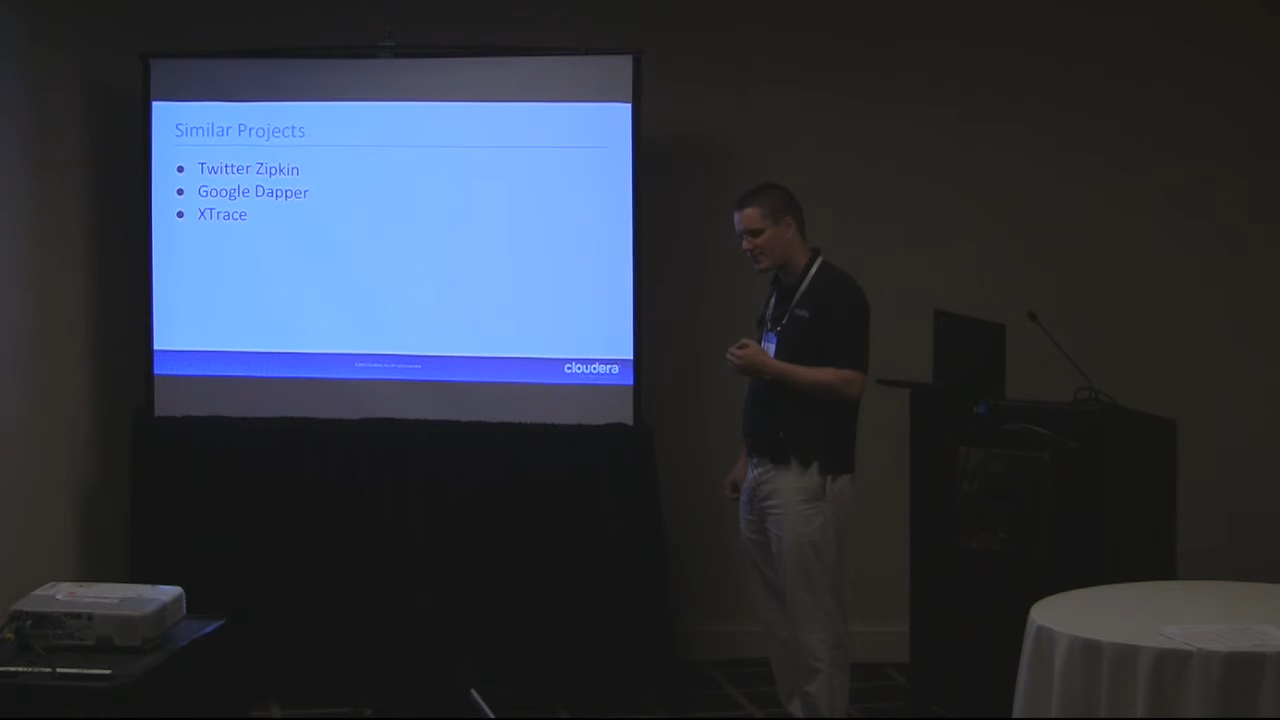 Similar Projects
Twitter Zipkin
Google Dapper
XTrace
cloudera